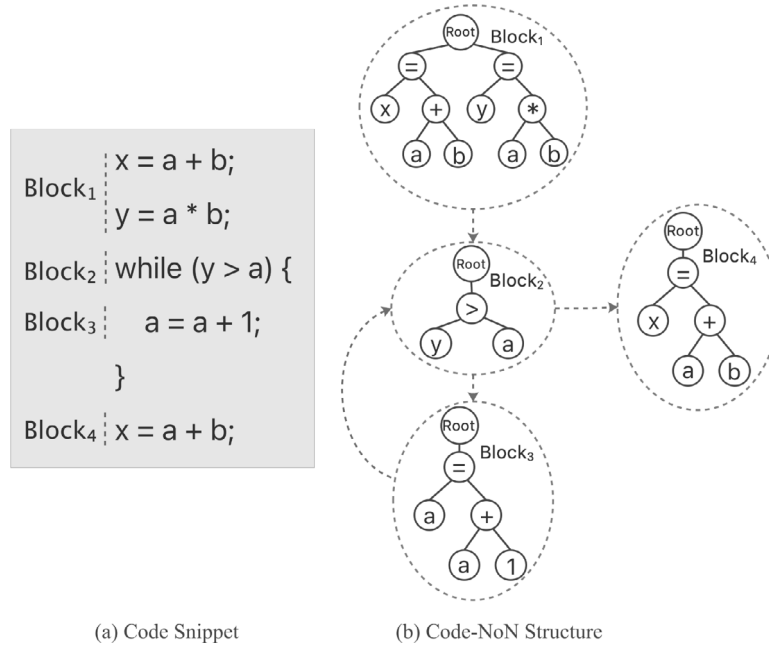 Block₁
x = a + b;
y = a * b;
Block₂
while (y > a) {
Block₃
a = a + 1;
}
Block₄
x = a + b;
(a) Code Snippet
Root
Block₁
= =
x + y *
a b a b
Root
Block₂
>
y a
Root
Block₃
=
a +
a 1
Root
Block₄
=
x +
a b
(b) Code-NoN Structure